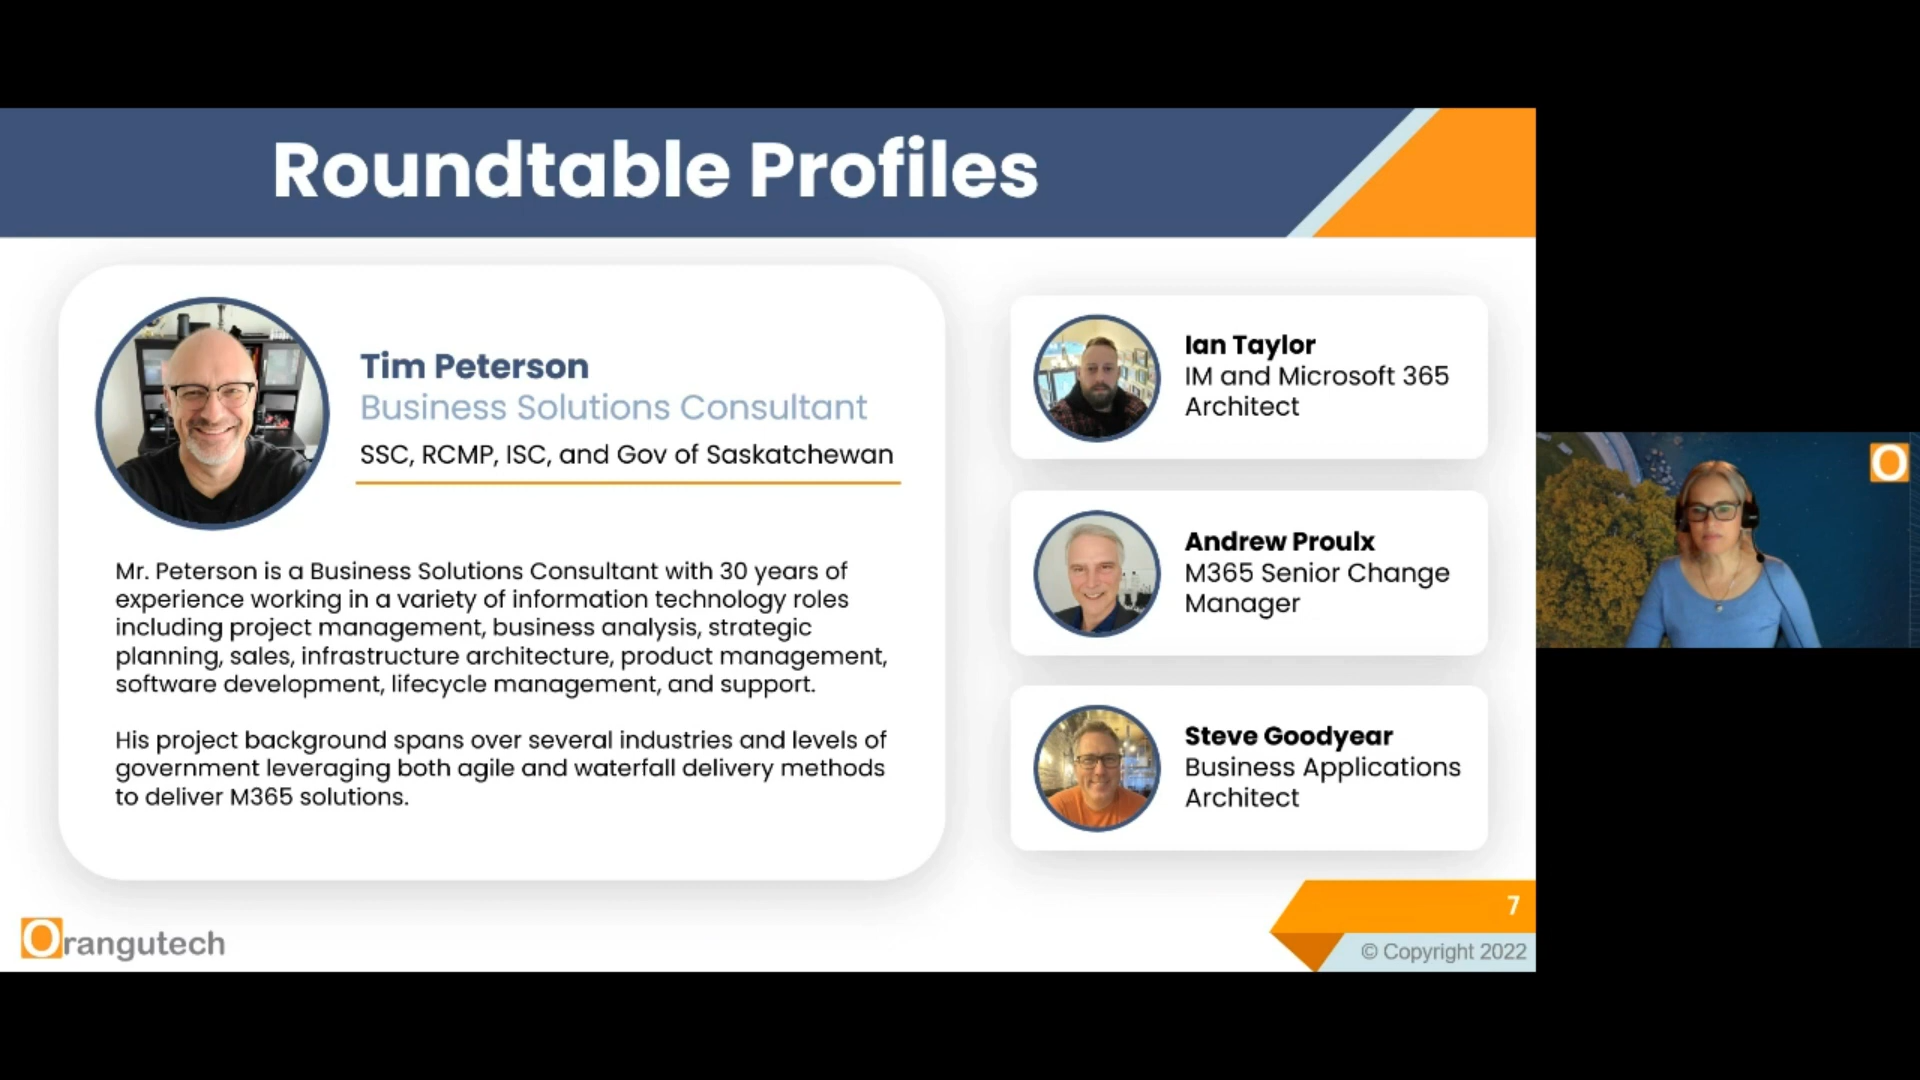 Roundtable Profiles
Tim Peterson
Business Solutions Consultant
SSC, RCMP, ISC, and Gov of Saskatchewan
Mr. Peterson is a Business Solutions Consultant with 30 years of
experience working in a variety of information technology roles
including project management, business analysis, strategic
planning, sales, infrastructure architecture, product management,
software development, lifecycle management, and support.
His project background spans over several industries and levels of
government leveraging both agile and waterfall delivery methods
to deliver M365 solutions.
Ian Taylor
IM and Microsoft 365
Architect
Andrew Proulx
M365 Senior Change
Manager
Steve Goodyear
Business Applications
Architect
O
7
Orangutech
© Copyright 2022